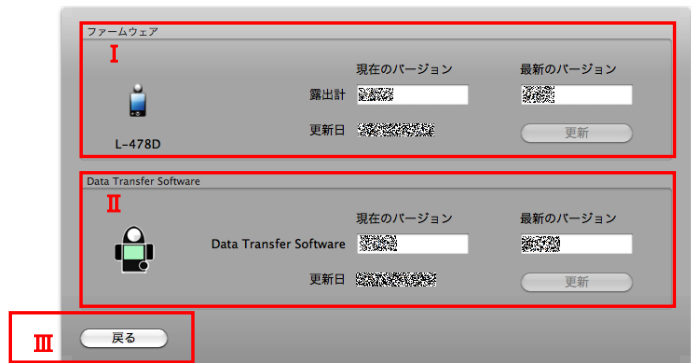 ファームウェア
I
現在のバージョン 最新のバージョン
露出計
更新日 更新
L-478D
Data Transfer Software
II
現在のバージョン 最新のバージョン
Data Transfer Software
更新日 更新
III 戻る